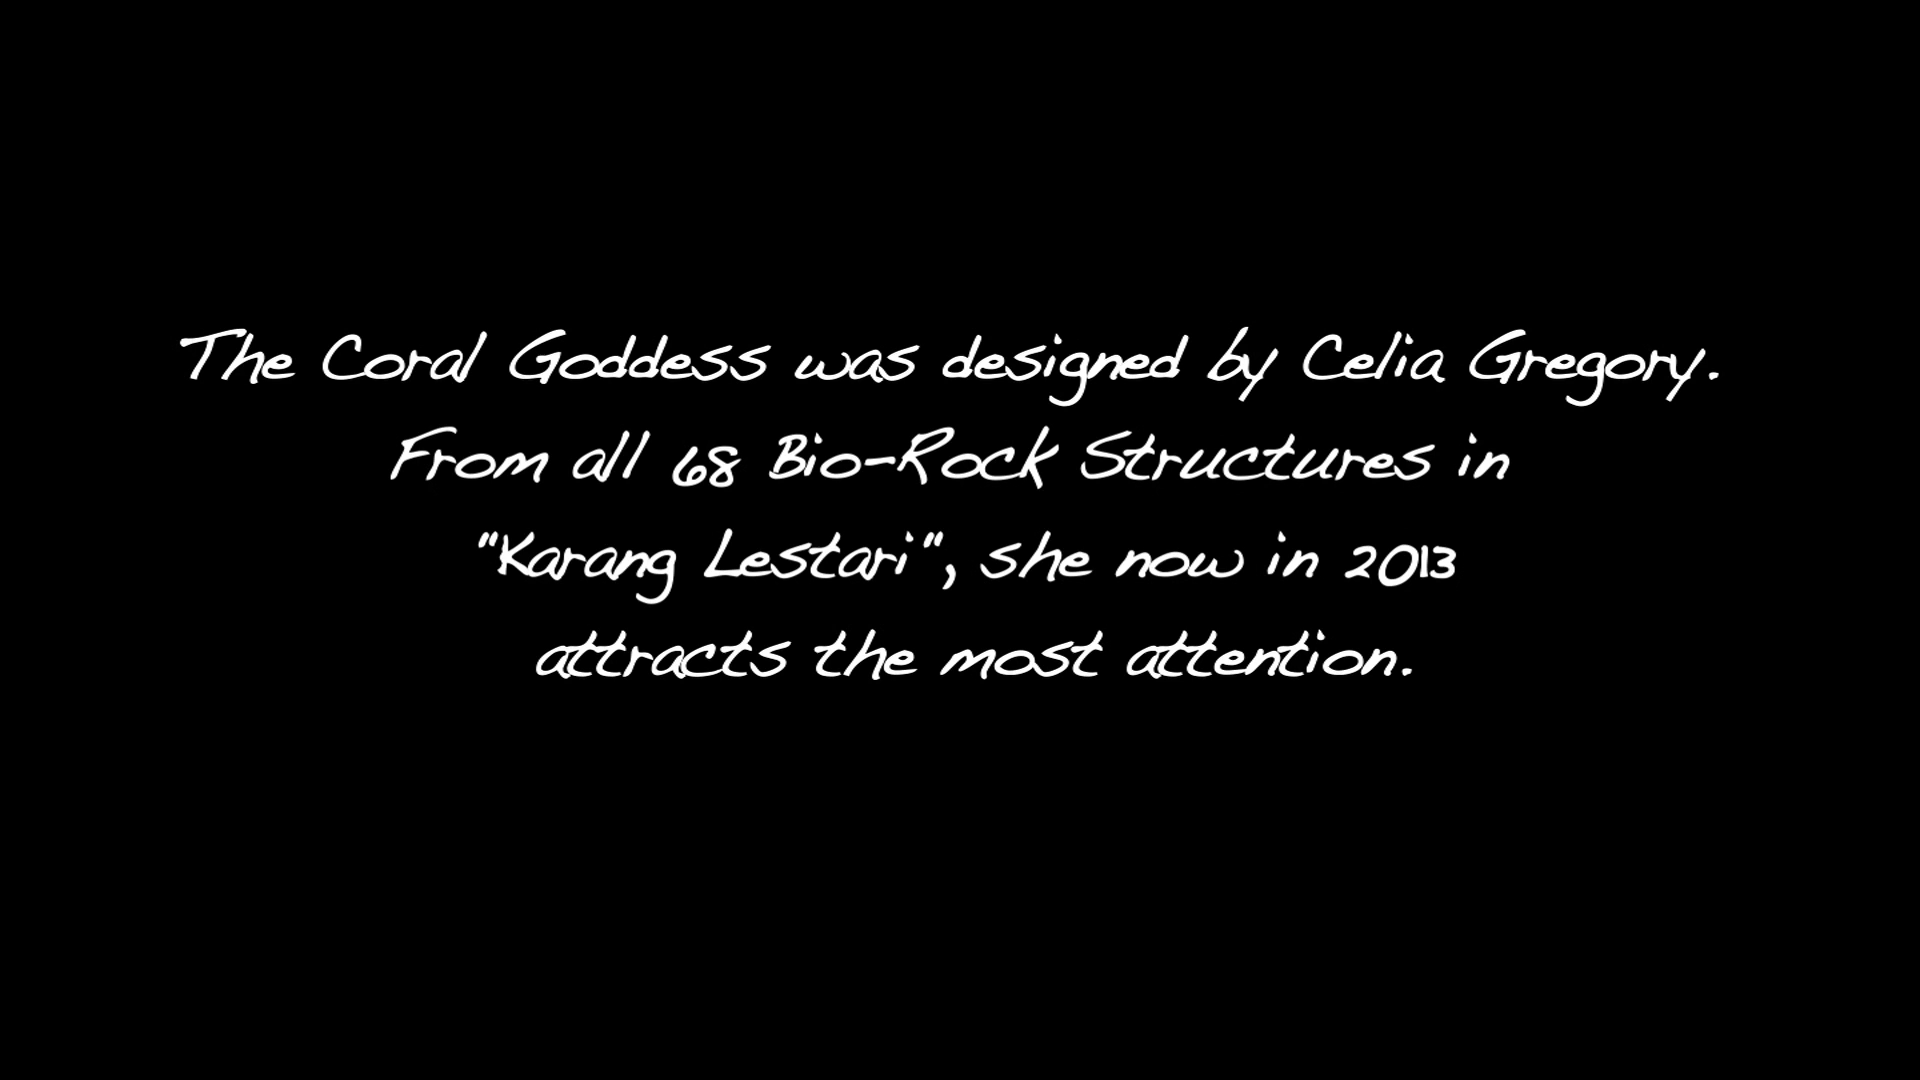 The Coral Goddess was designed by Celia Gregory.
From all 68 Bio-Rock Structures in
"Karang Lestari", she now in 2013
attracts the most attention.